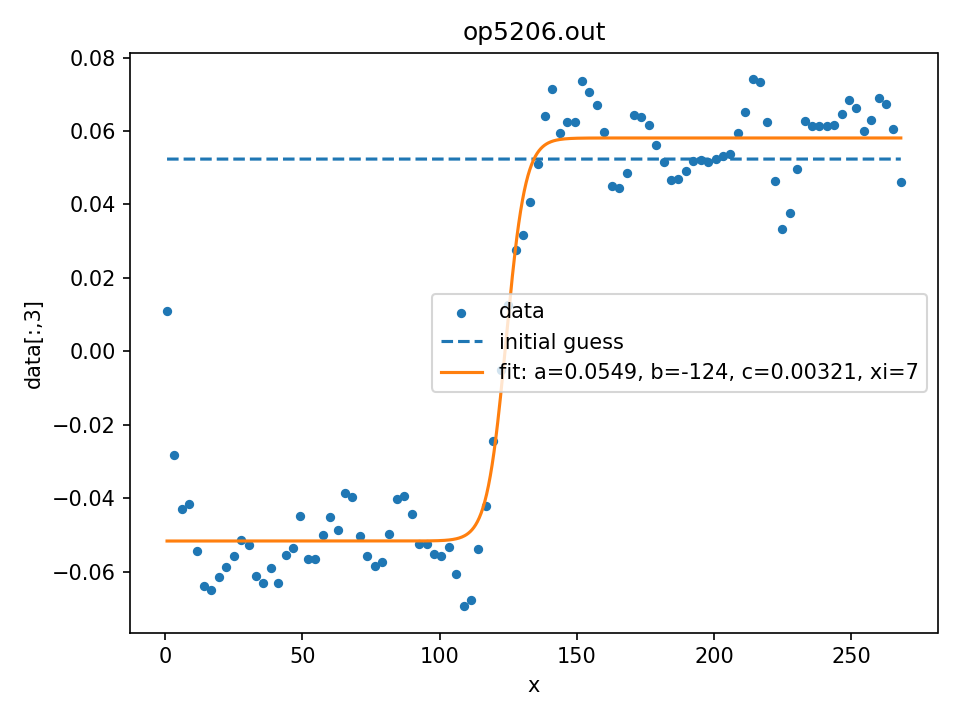 op5206.out
0.08
0.06
0.04
0.02
0.00
−0.02
−0.04
−0.06
data[:,3]
data
initial guess
fit: a=0.0549, b=-124, c=0.00321, xi=7
0 50 100 150 200 250
x